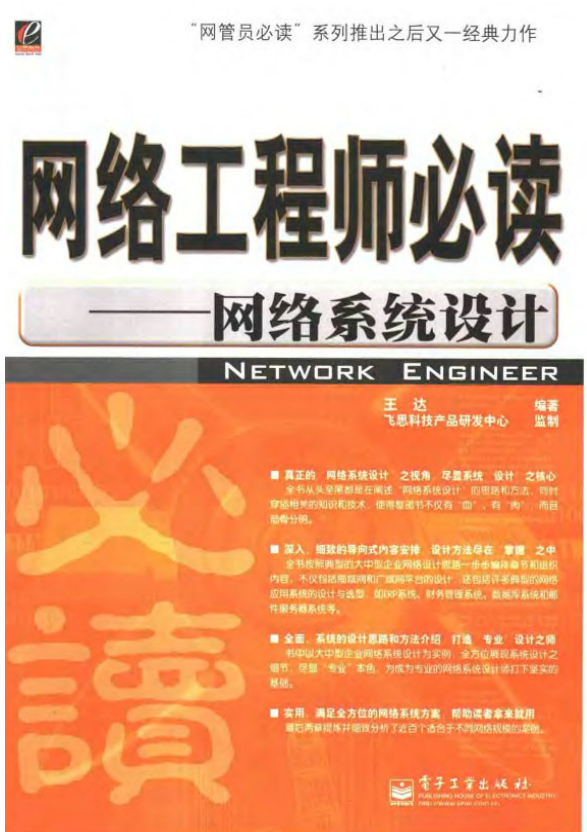 “网管员必读”系列推出之后又一经典力作
网络工程师必读
——网络系统设计
NETWORK ENGINEER
王 达 编著
飞思科技产品研发中心 监制
必
讀
■ 真正的 网络系统设计 之视角 尽显系统 设计 之核心
全书从头至尾都是在阐述“网络系统设计”的思路和方法,同时
穿插相关的知识和技术,使得整部书不仅有“血”,有“肉”,而且
筋骨分明。
■ 深入、细致的导向式内容安排 设计方法尽在 掌握 之中
全书按照典型的大中型企业网络设计思路一步步编排章节和组织
内容,不仅包括局域网和广域网平台的设计,还包括许多典型的网络
应用系统的设计与选型,如ERP系统、财务管理系统、数据库系统和邮
件服务器系统等。
■ 全面、系统的设计思路和方法介绍 打造 专业 设计之师
书中以大中型企业网络系统设计为实例,全方位展现系统设计之
细节,尽显“专业”本色,为成为专业的网络系统设计师打下坚实的
基础。
■ 实用、满足全方位的网络系统方案 帮助读者拿来就用
最后两章提炼并细致分析了近百个适合于不同网络规模的案例。
電子工業出版社
PUBLISHING HOUSE OF ELECTRONICS INDUSTRY